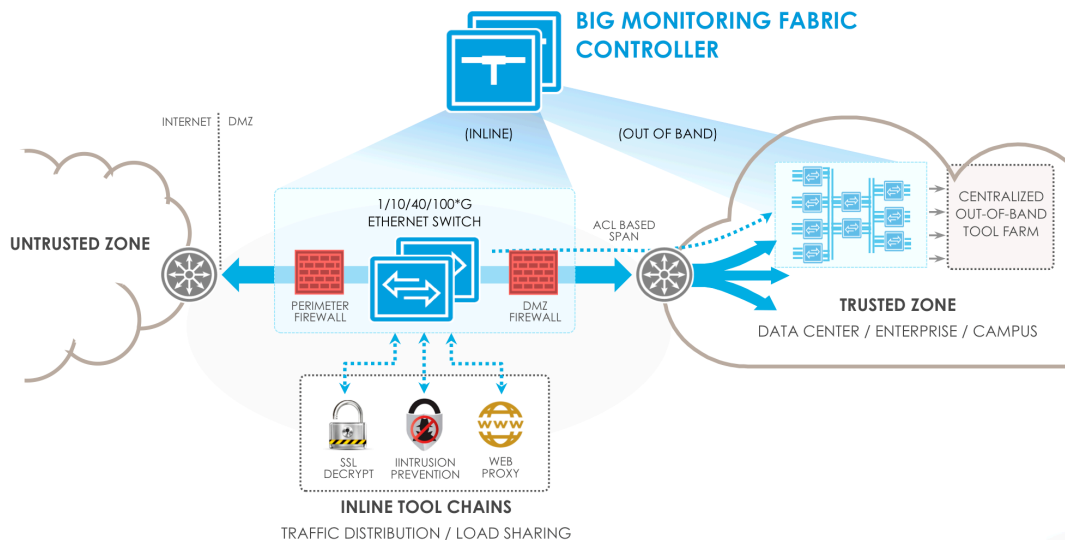 BIG MONITORING FABRIC
CONTROLLER
INTERNET
DMZ
(INLINE)
(OUT OF BAND)
1/10/40/100*G
ETHERNET SWITCH
UNTRUSTED ZONE
PERIMETER
FIREWALL
DMZ
FIREWALL
ACL BASED
SPAN
CENTRALIZED
OUT-OF-BAND
TOOL FARM
TRUSTED ZONE
DATA CENTER / ENTERPRISE / CAMPUS
SSL
DECRYPT
IINTRUSION
PREVENTION
WWW
WEB
PROXY
INLINE TOOL CHAINS
TRAFFIC DISTRIBUTION / LOAD SHARING